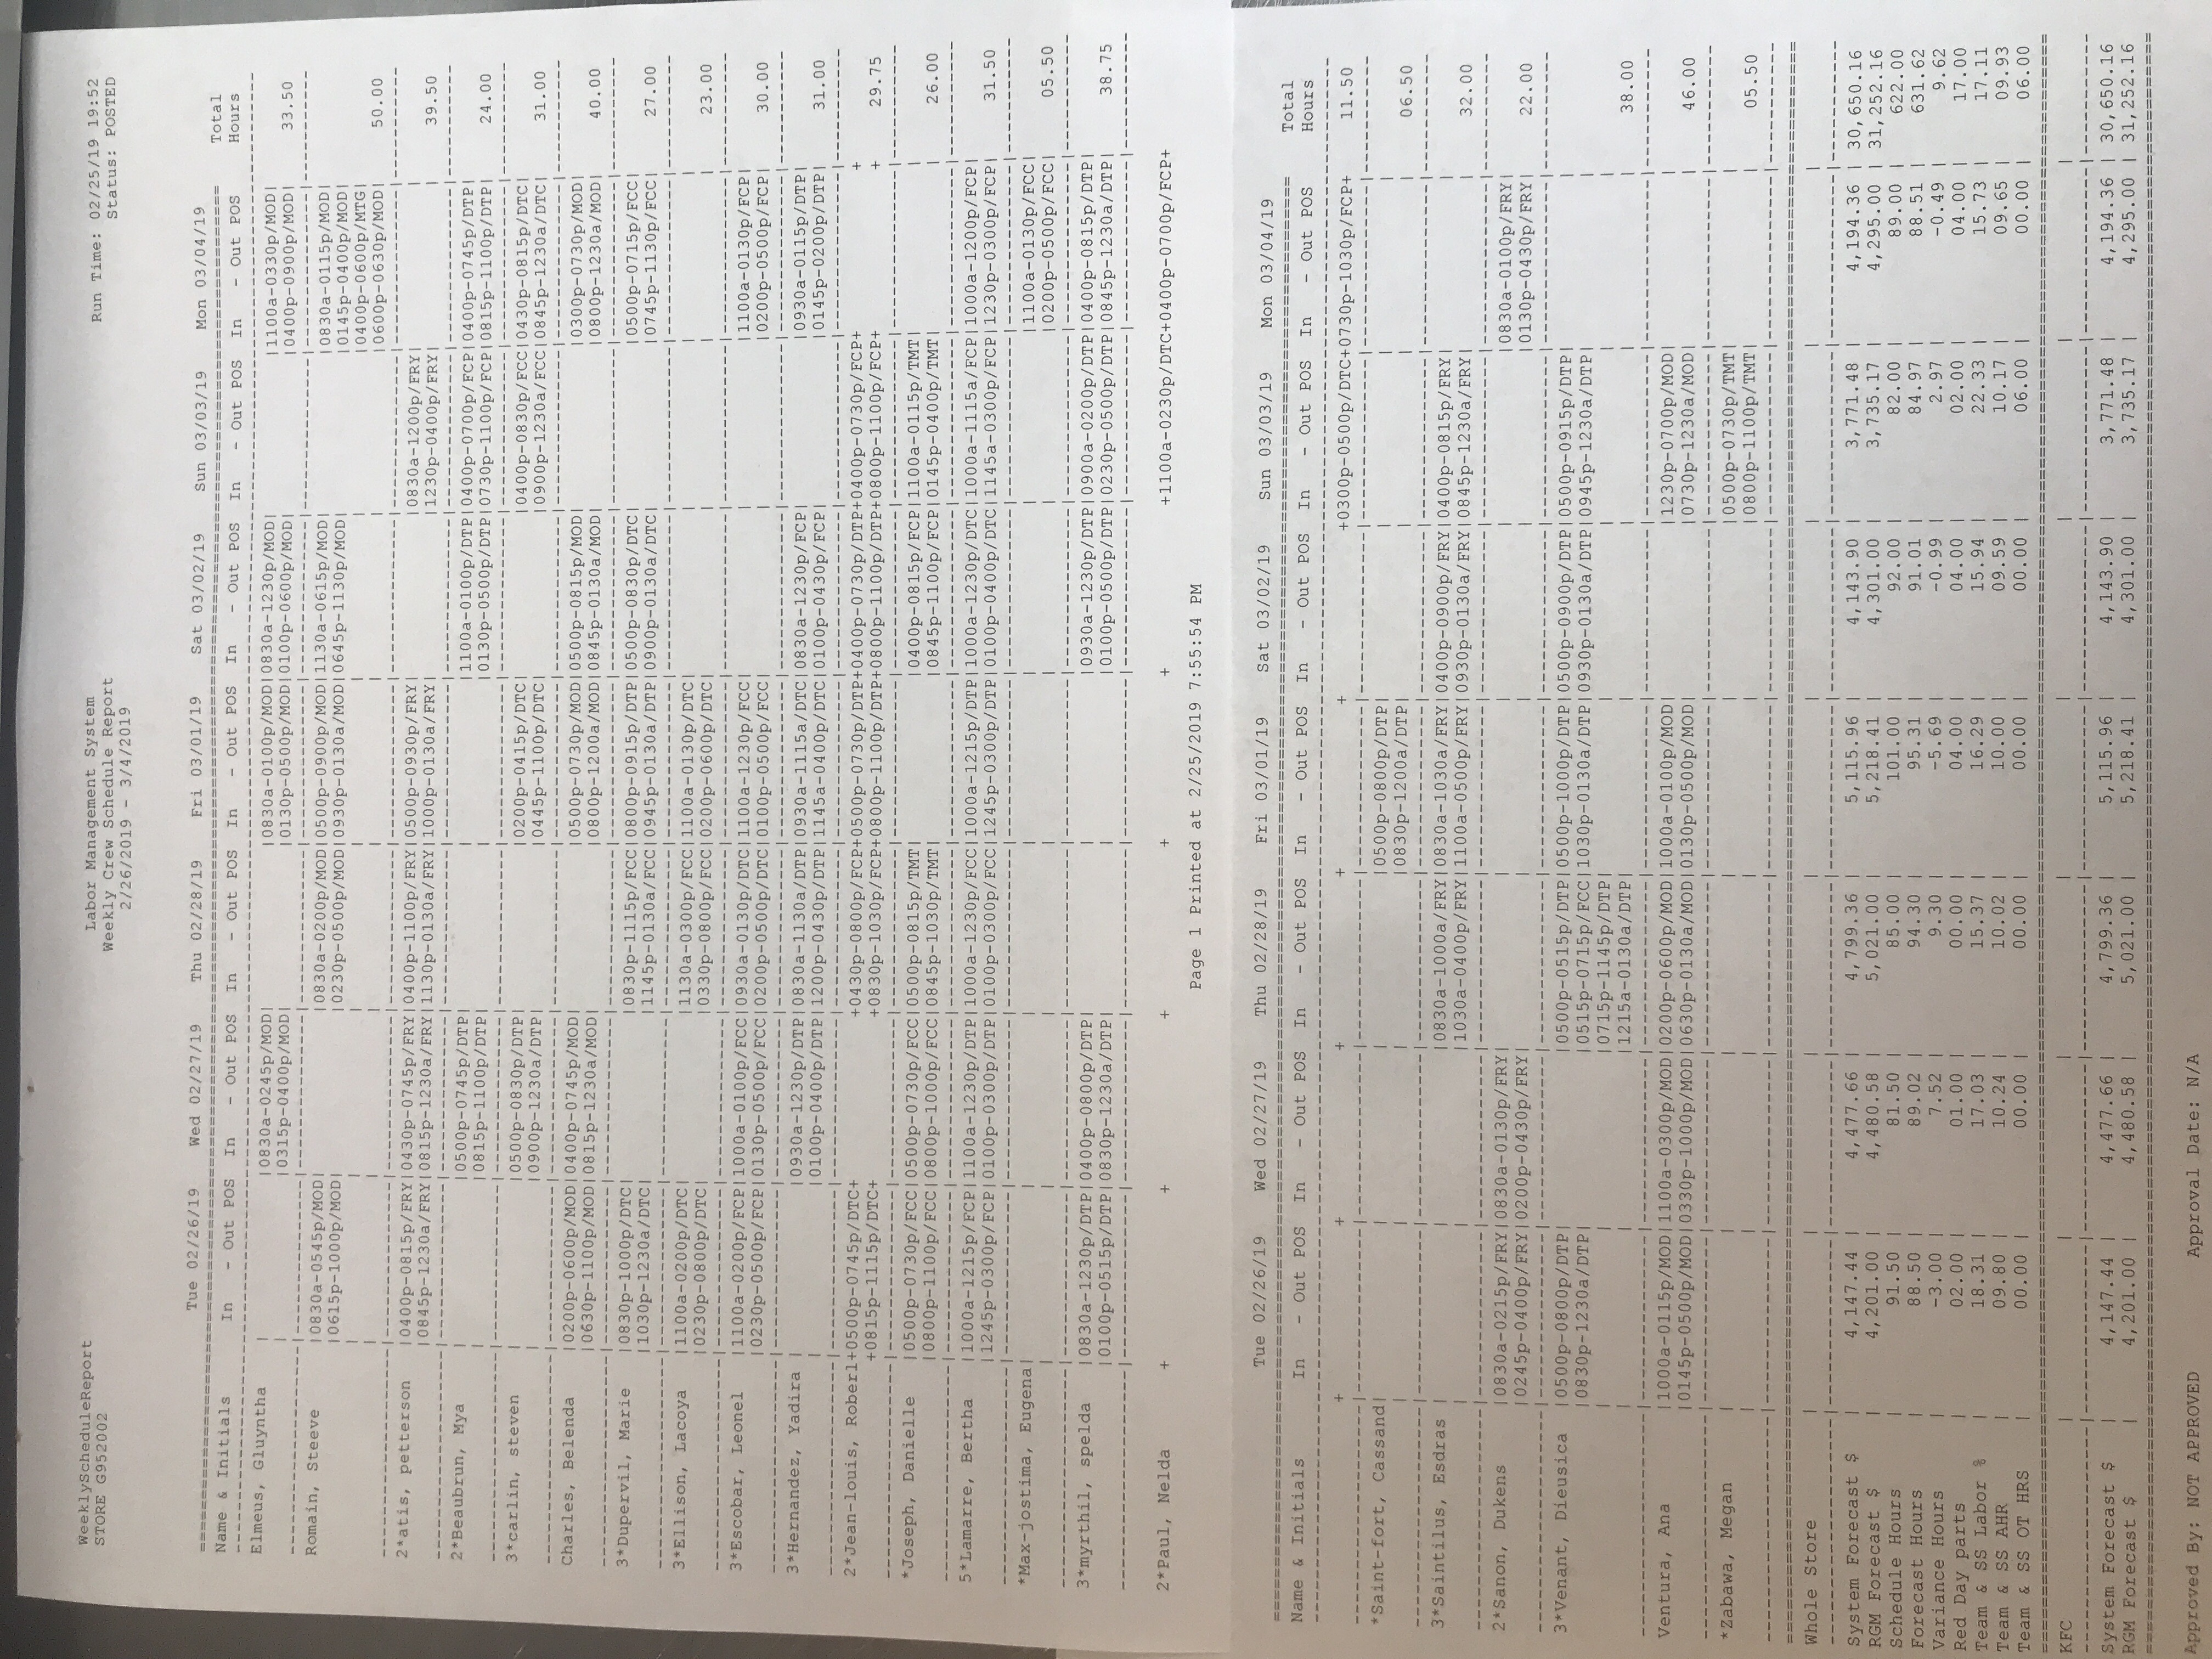 WeeklyScheduleReport Labor Management System Run Time: 02/25/19 19:52
STORE G952002 Weekly Crew Schedule Report Status: POSTED
2/26/2019 - 3/4/2019
Tue 02/26/19 Wed 02/27/19 Thu 02/28/19 Fri 03/01/19 Sat 03/02/19 Sun 03/03/19 Mon 03/04/19 Total
Name & Initials In - Out POS In - Out POS In - Out POS In - Out POS In - Out POS In - Out POS In - Out POS Hours
Elmeus, Gluyntha | |0830a-0245p/MOD| |0830a-0100p/MOD|0830a-1230p/MOD| |1100a-0330p/MOD|
| |0315p-0400p/MOD| |0130p-0500p/MOD|0100p-0600p/MOD| |0400p-0900p/MOD| 33.50
Romain, Steeve |0830a-0545p/MOD| |0830a-0200p/MOD|0500p-0900p/MOD|1130a-0615p/MOD| |0830a-0115p/MOD|
|0615p-1000p/MOD| |0230p-0500p/MOD|0930p-0130a/MOD|0645p-1130p/MOD| |0145p-0400p/MOD|
|0400p-0600p/MTG|
|0600p-0630p/MOD| 50.00
2*atis, petterson |0400p-0815p/FRY|0430p-0745p/FRY|0400p-1100p/FRY|0500p-0930p/FRY| |0830a-1200p/FRY| |
|0845p-1230a/FRY|0815p-1230a/FRY|1130p-0130a/FRY|1000p-0130a/FRY| |1230p-0400p/FRY| | 39.50
2*Beaubrun, Mya | |0500p-0745p/DTP| | |1100a-0100p/DTP|0400p-0700p/FCP|0400p-0745p/DTP|
| |0815p-1100p/DTP| | |0130p-0500p/DTP|0730p-1100p/FCP|0815p-1100p/DTP| 24.00
3*carlin, steven | |0500p-0830p/DTP| |0200p-0415p/DTC| |0400p-0830p/FCC|0430p-0815p/DTC|
| |0900p-1230a/DTP| |0445p-1100p/DTC| |0900p-1230a/FCC|0845p-1230a/DTC| 31.00
Charles, Belenda |0200p-0600p/MOD|0400p-0745p/MOD| |0500p-0730p/MOD|0500p-0815p/MOD| |0300p-0730p/MOD|
|0630p-1100p/MOD|0815p-1230a/MOD| |0800p-1200a/MOD|0845p-0130a/MOD| |0800p-1230a/MOD| 40.00
3*Dupervil, Marie |0830p-1000p/DTC| |0830p-1115p/FCC|0800p-0915p/DTP|0500p-0830p/DTC| |0500p-0715p/FCC|
|1030p-1230a/DTC| |1145p-0130a/FCC|0945p-0130a/DTP|0900p-0130a/DTC| |0745p-1130p/FCC| 27.00
3*Ellison, Lacoya |1100a-0200p/DTC| |1130a-0300p/FCC|1100a-0130p/DTC| | | |
|0230p-0800p/DTC| |0330p-0800p/FCC|0200p-0600p/DTC| | | | 23.00
3*Escobar, Leonel |1100a-0200p/FCP|1000a-0100p/FCC|0930a-0130p/DTC|1100a-1230p/FCC| | |1100a-0130p/FCP|
|0230p-0500p/FCP|0130p-0500p/FCC|0200p-0500p/DTC|0100p-0500p/FCC| | |0200p-0500p/FCP| 30.00
3*Hernandez, Yadira | |0930a-1230p/DTP|0830a-1130a/DTP|0930a-1115a/DTC|0830a-1230p/FCP| |0930a-0115p/DTP|
| |0100p-0400p/DTP|1200p-0430p/DTP|1145a-0400p/DTC|0100p-0430p/FCP| |0145p-0200p/DTP| 31.00
2*Jean-louis, Roberl+0500p-0745p/DTC+ +0430p-0800p/FCP+0500p-0730p/DTP+0400p-0730p/DTP+0400p-0730p/FCP+ +
+0815p-1115p/DTC+ +0830p-1030p/FCP+0800p-1100p/DTP+0800p-1100p/DTP+0800p-1100p/FCP+ + 29.75
*Joseph, Danielle |0500p-0730p/FCC|0500p-0730p/FCC|0500p-0815p/TMT| |0400p-0815p/FCP|1100a-0115p/TMT| |
|0800p-1100p/FCC|0800p-1000p/FCC|0845p-1030p/TMT| |0845p-1100p/FCP|0145p-0400p/TMT| | 26.00
5*Lamarre, Bertha |1000a-1215p/FCP|1100a-1230p/DTP|1000a-1230p/FCC|1000a-1215p/DTP|1000a-1230p/DTC|1000a-1115a/FCP|1000a-1200p/FCP|
|1245p-0300p/FCP|0100p-0300p/DTP|0100p-0300p/FCC|1245p-0300p/DTP|0100p-0400p/DTC|1145a-0300p/FCP|1230p-0300p/FCP| 31.50
*Max-jostima, Eugena| | | | | | |1100a-0130p/FCC|
| | | | | | |0200p-0500p/FCC| 05.50
3*myrthil, spelda |0830a-1230p/DTP|0400p-0800p/DTP| | |0930a-1230p/DTP|0900a-0200p/DTP|0400p-0815p/DTP|
|0100p-0515p/DTP|0830p-1230a/DTP| | |0100p-0500p/DTP|0230p-0500p/DTP|0845p-1230a/DTP| 38.75
2*Paul, Nelda + + + + + +1100a-0230p/DTC+0400p-0700p/FCP+
Page 1 Printed at 2/25/2019 7:55:54 PM
Tue 02/26/19 Wed 02/27/19 Thu 02/28/19 Fri 03/01/19 Sat 03/02/19 Sun 03/03/19 Mon 03/04/19 Total
Name & Initials In - Out POS In - Out POS In - Out POS In - Out POS In - Out POS In - Out POS In - Out POS Hours
+ + + + + +0300p-0500p/DTC+0730p-1030p/FCP+ 11.50
*Saint-fort, Cassand| | | |0500p-0800p/DTP| | | |
| | | |0830p-1200a/DTP| | | | 06.50
3*Saintilus, Esdras | | |0830a-1000a/FRY|0830a-1030a/FRY|0400p-0900p/FRY|0400p-0815p/FRY| |
| | |1030a-0400p/FRY|1100a-0500p/FRY|0930p-0130a/FRY|0845p-1230a/FRY| | 32.00
2*Sanon, Dukens |0830a-0215p/FRY|0830a-0130p/FRY| | | | |0830a-0100p/FRY|
|0245p-0400p/FRY|0200p-0430p/FRY| | | | |0130p-0430p/FRY| 22.00
3*Venant, Dieusica |0500p-0800p/DTP| |0500p-0515p/DTP|0500p-1000p/DTP|0500p-0900p/DTP|0500p-0915p/DTP| |
|0830p-1230a/DTP| |0515p-0715p/FCC|1030p-0130a/DTP|0930p-0130a/DTP|0945p-1230a/DTP| |
| | |0715p-1145p/DTP| | | | |
| | |1215a-0130a/DTP| | | | | 38.00
Ventura, Ana |1000a-0115p/MOD|1100a-0300p/MOD|0200p-0600p/MOD|1000a-0100p/MOD| |1230p-0700p/MOD| |
|0145p-0500p/MOD|0330p-1000p/MOD|0630p-0130a/MOD|0130p-0500p/MOD| |0730p-1230a/MOD| | 46.00
*Zabawa, Megan | | | | | |0500p-0730p/TMT| |
| | | | | |0800p-1100p/TMT| | 05.50
Whole Store
System Forecast $ | 4,147.44 | 4,477.66 | 4,799.36 | 5,115.96 | 4,143.90 | 3,771.48 | 4,194.36 | 30,650.16
RGM Forecast $ | 4,201.00 | 4,480.58 | 5,021.00 | 5,218.41 | 4,301.00 | 3,735.17 | 4,295.00 | 31,252.16
Schedule Hours | 91.50 | 81.50 | 85.00 | 101.00 | 92.00 | 82.00 | 89.00 | 622.00
Forecast Hours | 88.50 | 89.02 | 94.30 | 95.31 | 91.01 | 84.97 | 88.51 | 631.62
Variance Hours | -3.00 | 7.52 | 9.30 | -5.69 | -0.99 | 2.97 | -0.49 | 9.62
Red Day parts | 02.00 | 01.00 | 00.00 | 04.00 | 04.00 | 02.00 | 04.00 | 17.00
Team & SS Labor % | 18.31 | 17.03 | 15.37 | 16.29 | 15.94 | 22.33 | 15.73 | 17.11
Team & SS AHR | 09.80 | 10.24 | 10.02 | 10.00 | 09.59 | 10.17 | 09.65 | 09.93
Team & SS OT HRS | 00.00 | 00.00 | 00.00 | 00.00 | 00.00 | 06.00 | 00.00 | 06.00
KFC
System Forecast $ | 4,147.44 | 4,477.66 | 4,799.36 | 5,115.96 | 4,143.90 | 3,771.48 | 4,194.36 | 30,650.16
RGM Forecast $ | 4,201.00 | 4,480.58 | 5,021.00 | 5,218.41 | 4,301.00 | 3,735.17 | 4,295.00 | 31,252.16
Approved By: NOT APPROVED Approval Date: N/A